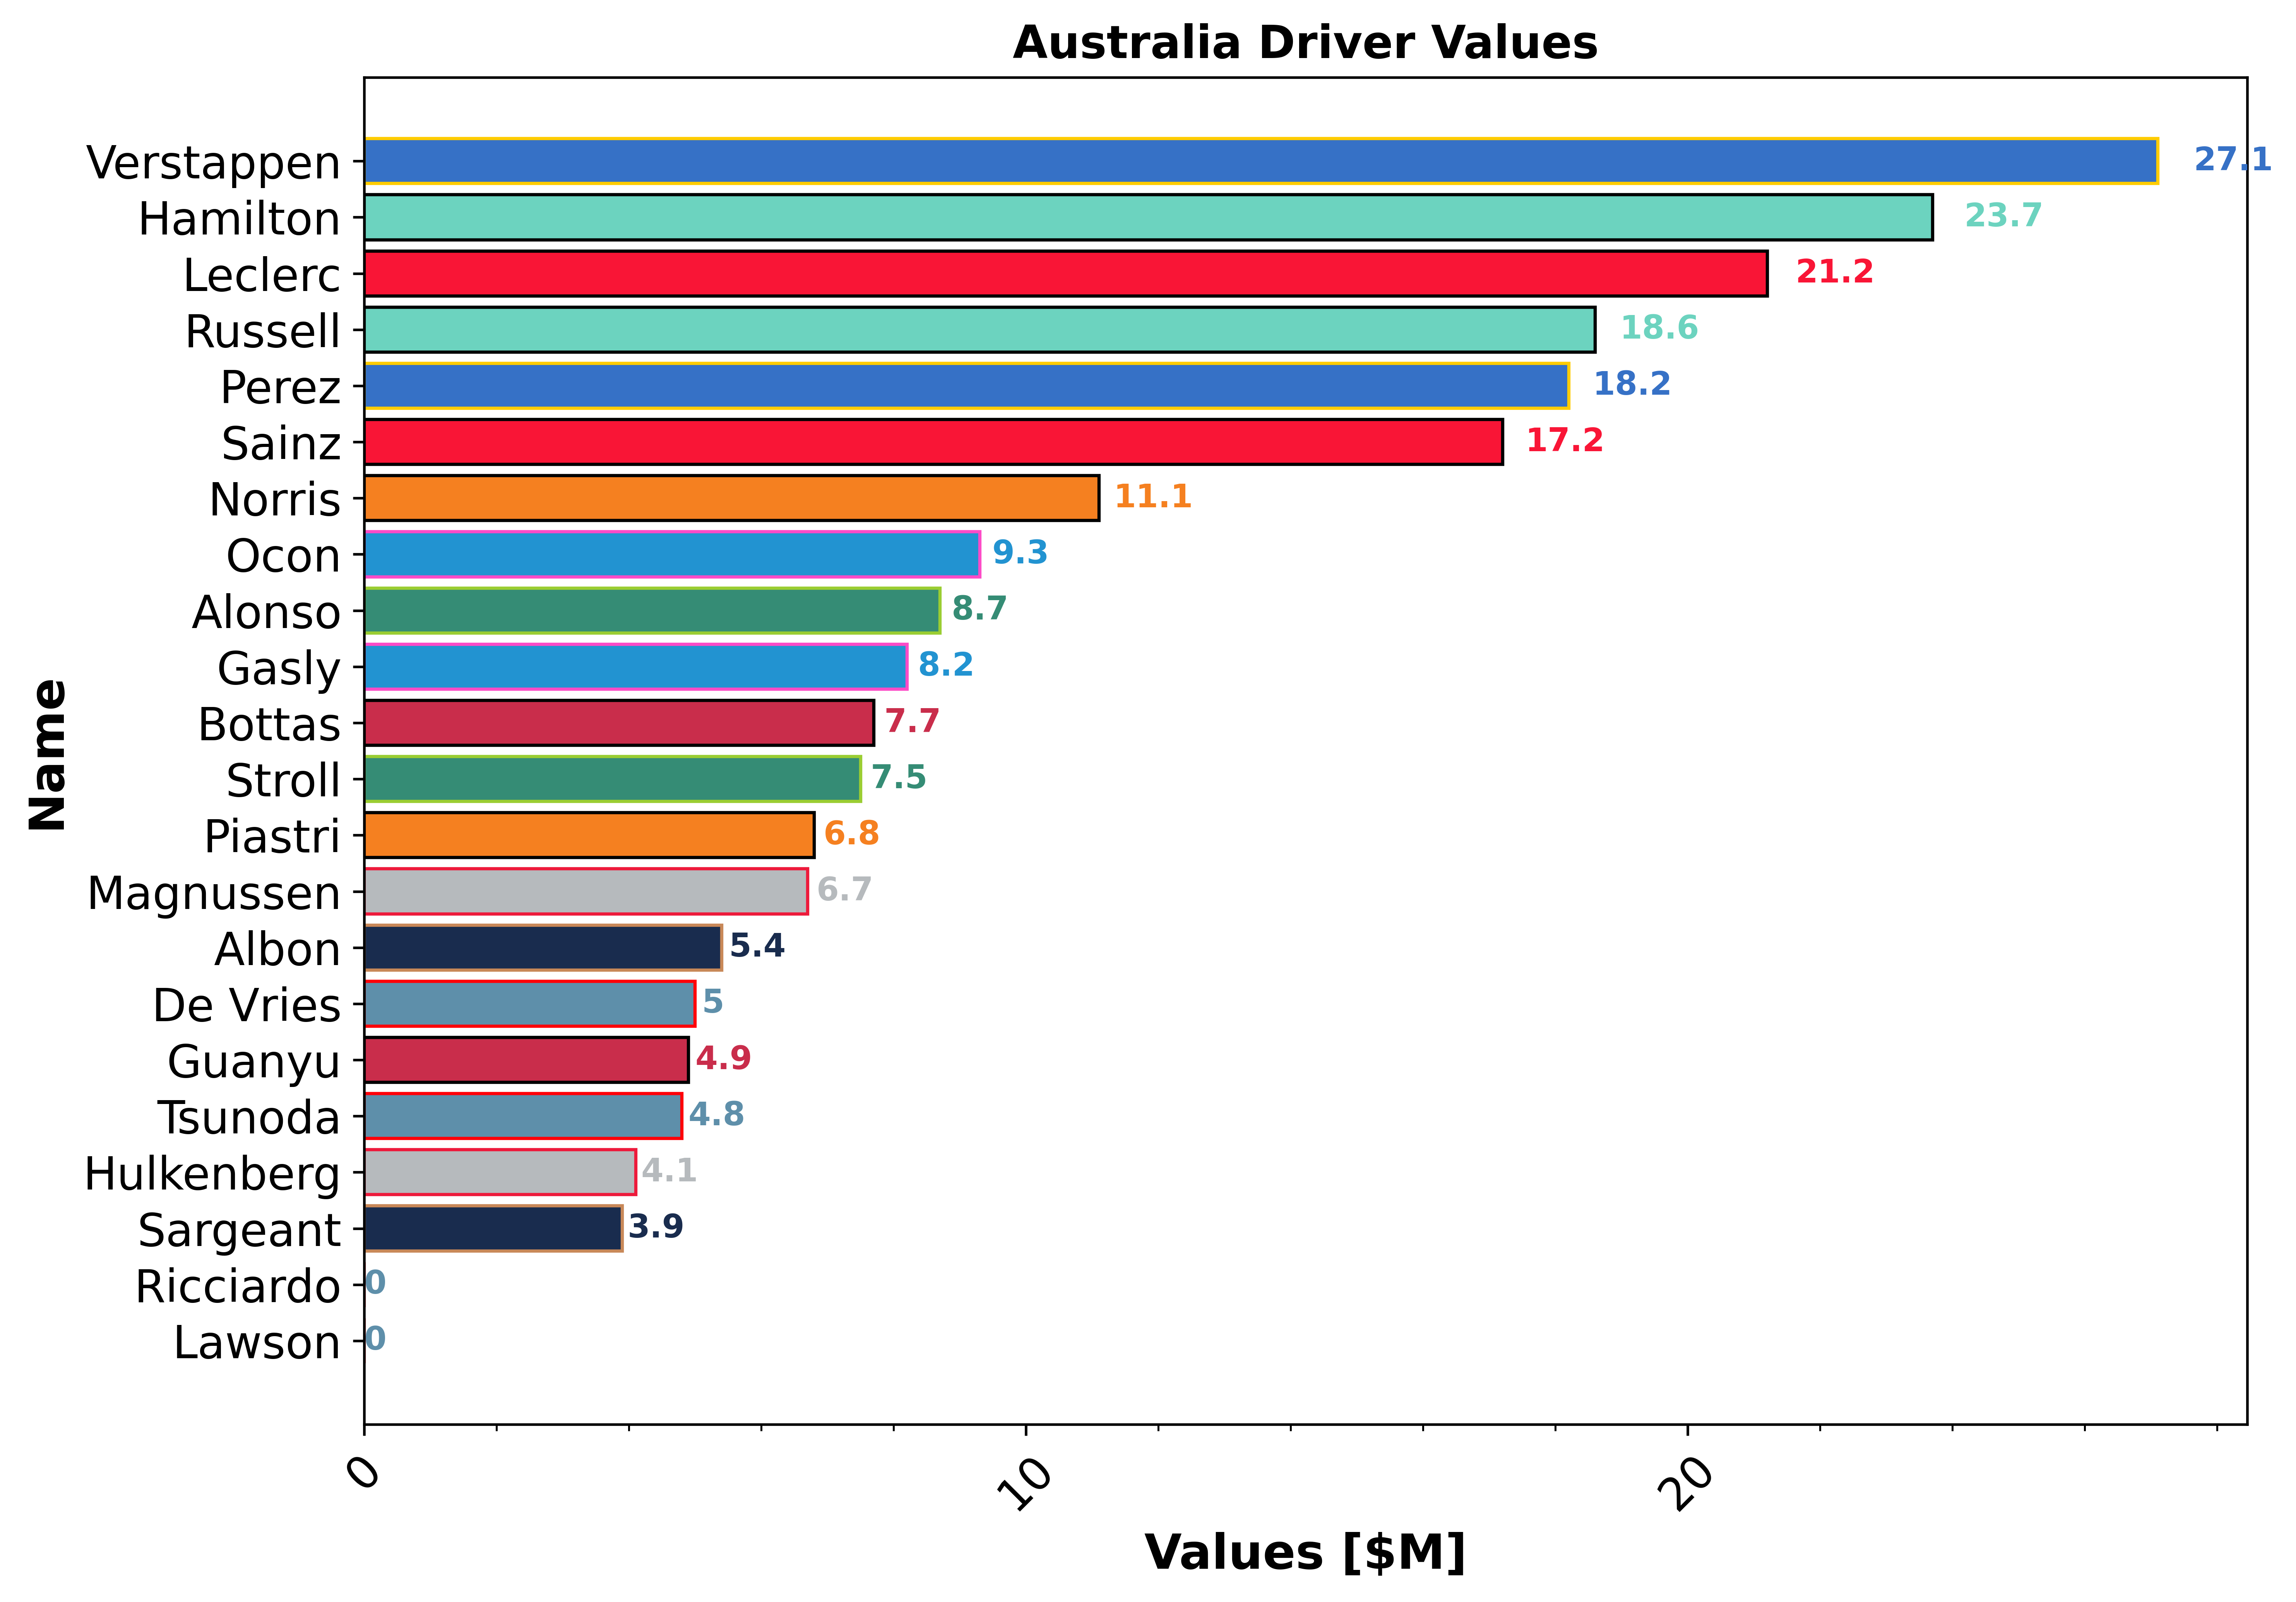 Australia Driver Values
Verstappen 27.1
Hamilton 23.7
Leclerc 21.2
Russell 18.6
Perez 18.2
Sainz 17.2
Norris 11.1
Ocon 9.3
Alonso 8.7
Gasly 8.2
Bottas 7.7
Stroll 7.5
Piastri 6.8
Magnussen 6.7
Albon 5.4
De Vries 5
Guanyu 4.9
Tsunoda 4.8
Hulkenberg 4.1
Sargeant 3.9
Ricciardo 0
Lawson 0
Name
0 10 20
Values [$M]